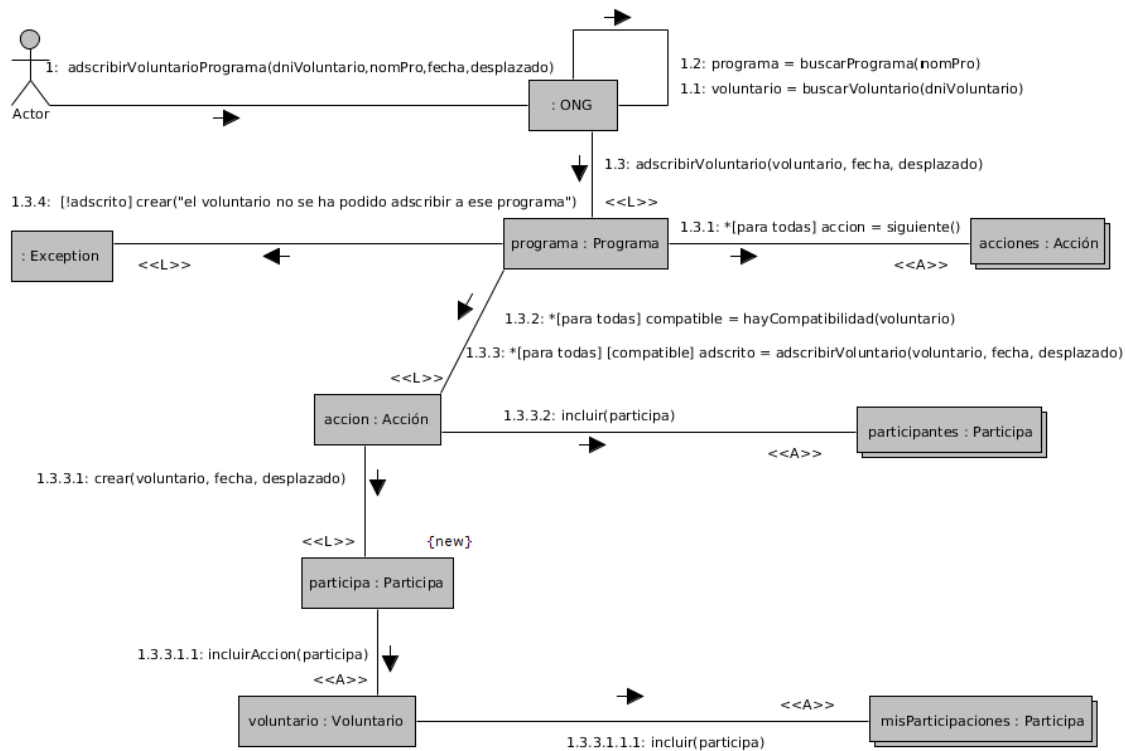 1:  adscribirVoluntarioPrograma(dniVoluntario,nomPro,fecha,desplazado)
Actor
: ONG
1.2: programa = buscarPrograma(nomPro)
1.1: voluntario = buscarVoluntario(dniVoluntario)
1.3: adscribirVoluntario(voluntario, fecha, desplazado)
1.3.4:  [!adscrito] crear("el voluntario no se ha podido adscribir a ese programa")
<<L>>
: Exception
<<L>>
programa : Programa
1.3.1: *[para todas] accion = siguiente()
<<A>>
acciones : Acción
1.3.2: *[para todas] compatible = hayCompatibilidad(voluntario)
1.3.3: *[para todas] [compatible] adscrito = adscribirVoluntario(voluntario, fecha, desplazado)
<<L>>
accion : Acción
1.3.3.2: incluir(participa)
<<A>>
participantes : Participa
1.3.3.1: crear(voluntario, fecha, desplazado)
<<L>>
{new}
participa : Participa
1.3.3.1.1: incluirAccion(participa)
<<A>>
voluntario : Voluntario
<<A>>
misParticipaciones : Participa
1.3.3.1.1.1: incluir(participa)